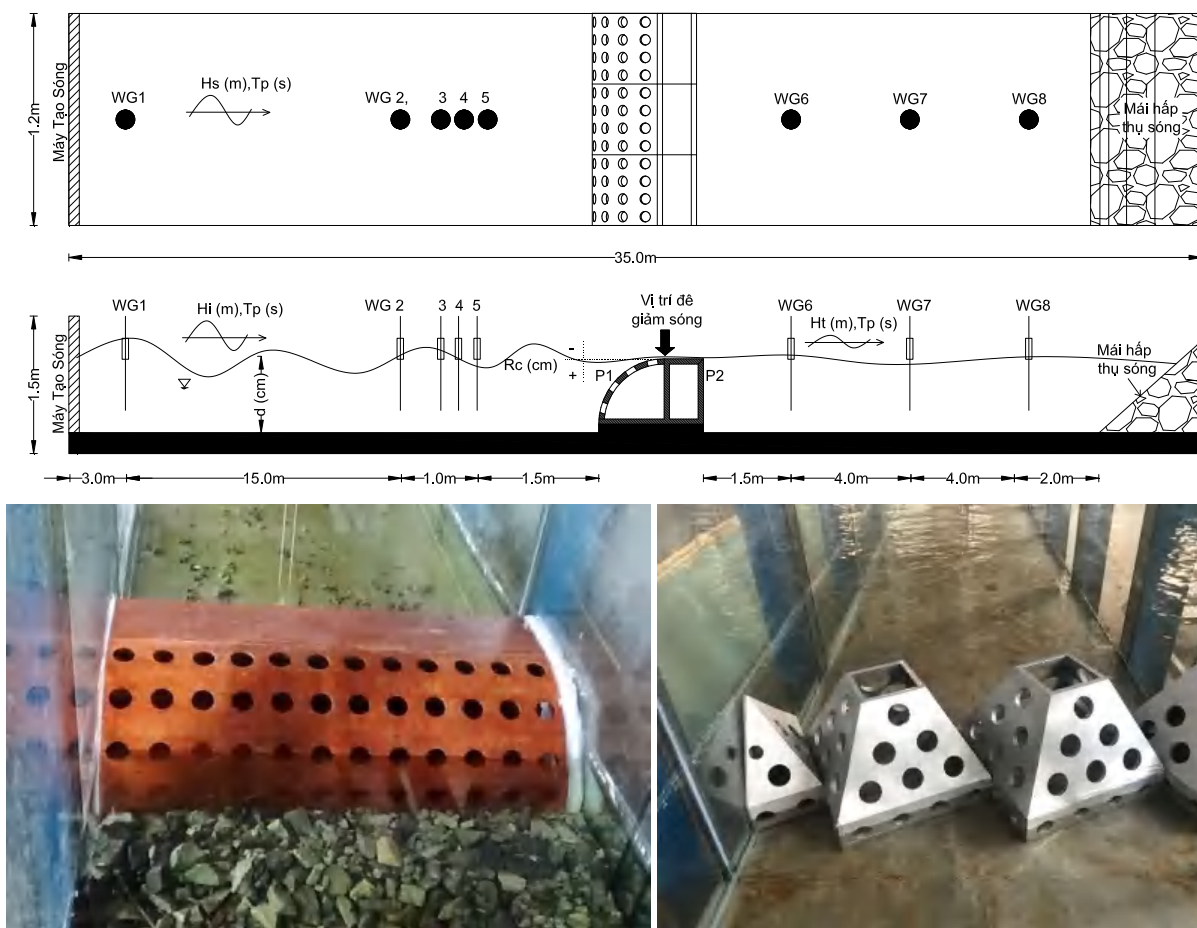 Máy Tạo Sóng
1.2m
WG1
Hs (m),Tp (s)
WG 2,
3
4
5
WG6
WG7
WG8
Mái hấp
thụ sóng
35.0m
Máy Tạo Sóng
1.5m
WG1
Hi (m),Tp (s)
d (cm)
WG 2
3
4
5
Rc (cm)
-
+
P1
Vị trí đê
giảm sóng
P2
WG6
Ht (m),Tp (s)
WG7
WG8
Mái hấp
thụ sóng
3.0m
15.0m
1.0m
1.5m
1.5m
4.0m
4.0m
2.0m